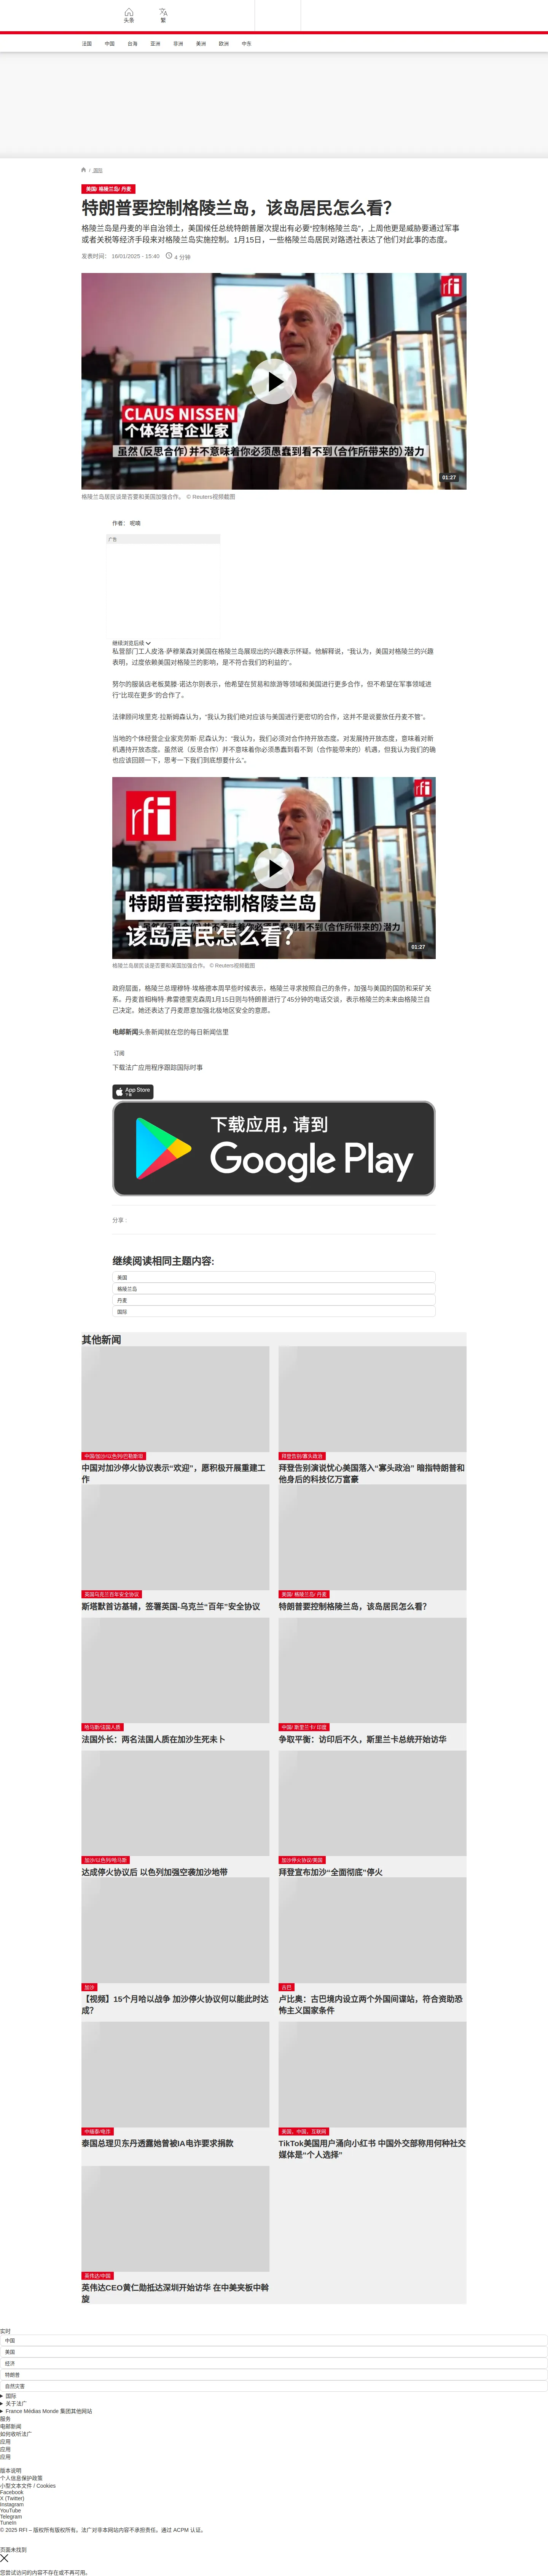 头条
繁
法国
中国
台海
亚洲
非洲
美洲
欧洲
中东
/ 国际
美国/ 格陵兰岛/ 丹麦
特朗普要控制格陵兰岛，该岛居民怎么看?
格陵兰岛是丹麦的半自治领土，美国候任总统特朗普屡次提出有必要“控制格陵兰岛”，上周他更是威胁要通过军事
或者关税等经济手段来对格陵兰岛实施控制。1月15日，一些格陵兰岛居民对路透社表达了他们对此事的态度。
发表时间： 16/01/2025 - 15:40
4 分钟
rfi
CLAUS NISSEN
个体经营企业家
虽然（反思合作）并不意味着你必须愚蠢到看不到（合作所带来的）潜力
01:27
格陵兰岛居民谈是否要和美国加强合作。 © Reuters视频截图
作者： 呢喃
广告
继续浏览后续
私营部门工人皮洛·萨穆莱森对美国在格陵兰岛展现出的兴趣表示怀疑。他解释说，“我认为，美国对格陵兰的兴趣
表明，过度依赖美国对格陵兰的影响，是不符合我们的利益的”。
努尔的服装店老板莫滕·诺达尔则表示，他希望在贸易和旅游等领域和美国进行更多合作，但不希望在军事领域进
行“比现在更多”的合作了。
法律顾问埃里克·拉斯姆森认为，“我认为我们绝对应该与美国进行更密切的合作，这并不是说要放任丹麦不管”。
当地的个体经营企业家克劳斯·尼森认为：“我认为，我们必须对合作持开放态度，对发展持开放态度，意味着对新
机遇持开放态度。虽然说（反思合作）并不意味着你必须愚蠢到看不到（合作能带来的）机遇，但我认为我们的确
也应该回顾一下，思考一下我们到底想要什么”。
rfi
rfi
特朗普要控制格陵兰岛
该岛居民怎么看?
01:27
格陵兰岛居民谈是否要和美国加强合作。 © Reuters视频截图
政府层面，格陵兰总理穆特·埃格德本周早些时候表示，格陵兰寻求按照自己的条件，加强与美国的国防和采矿关
系。丹麦首相梅特·弗雷德里克森周1月15日则与特朗普进行了45分钟的电话交谈，表示格陵兰的未来由格陵兰自
己决定。她还表达了丹麦愿意加强北极地区安全的意愿。
电邮新闻头条新闻就在您的每日新闻信里
订阅
下载法广应用程序跟踪国际时事
App Store
下载应用，请到
Google Play
分享 :
继续阅读相同主题内容:
美国
格陵兰岛
丹麦
国际
其他新闻
中国/加沙/以色列/巴勒斯坦
中国对加沙停火协议表示“欢迎”，愿积极开展重建工
作
拜登告别/寡头政治
拜登告别演说忧心美国落入“寡头政治” 暗指特朗普和
他身后的科技亿万富豪
英国乌克兰百年安全协议
斯塔默首访基辅，签署英国-乌克兰“百年”安全协议
美国/ 格陵兰岛/ 丹麦
特朗普要控制格陵兰岛，该岛居民怎么看?
哈马斯/法国人质
法国外长：两名法国人质在加沙生死未卜
中国/ 斯里兰卡/ 印度
争取平衡：访印后不久，斯里兰卡总统开始访华
加沙/以色列/哈马斯
达成停火协议后 以色列加强空袭加沙地带
加沙停火协议/美国
拜登宣布加沙“全面彻底”停火
加沙
【视频】15个月哈以战争 加沙停火协议何以能此时达
成？
古巴
卢比奥：古巴境内设立两个外国间谍站，符合资助恐
怖主义国家条件
中缅泰/电诈
泰国总理贝东丹透露她曾被IA电诈要求捐款
美国，中国，互联网
TikTok美国用户涌向小红书 中国外交部称用何种社交
媒体是“个人选择”
英伟达/中国
英伟达CEO黄仁勋抵达深圳开始访华 在中美夹板中斡
旋
实时
中国
美国
经济
特朗普
自然灾害
国际
关于法广
France Médias Monde 集团其他网站
服务
电邮新闻
如何收听法广
应用
应用
应用
版本说明
个人信息保护政策
小型文本文件 / Cookies
Facebook
X (Twitter)
Instagram
YouTube
Telegram
TuneIn
© 2025 RFI – 版权所有版权所有。法广对非本网站内容不承担责任。通过 ACPM 认证。
页面未找到
您尝试访问的内容不存在或不再可用。